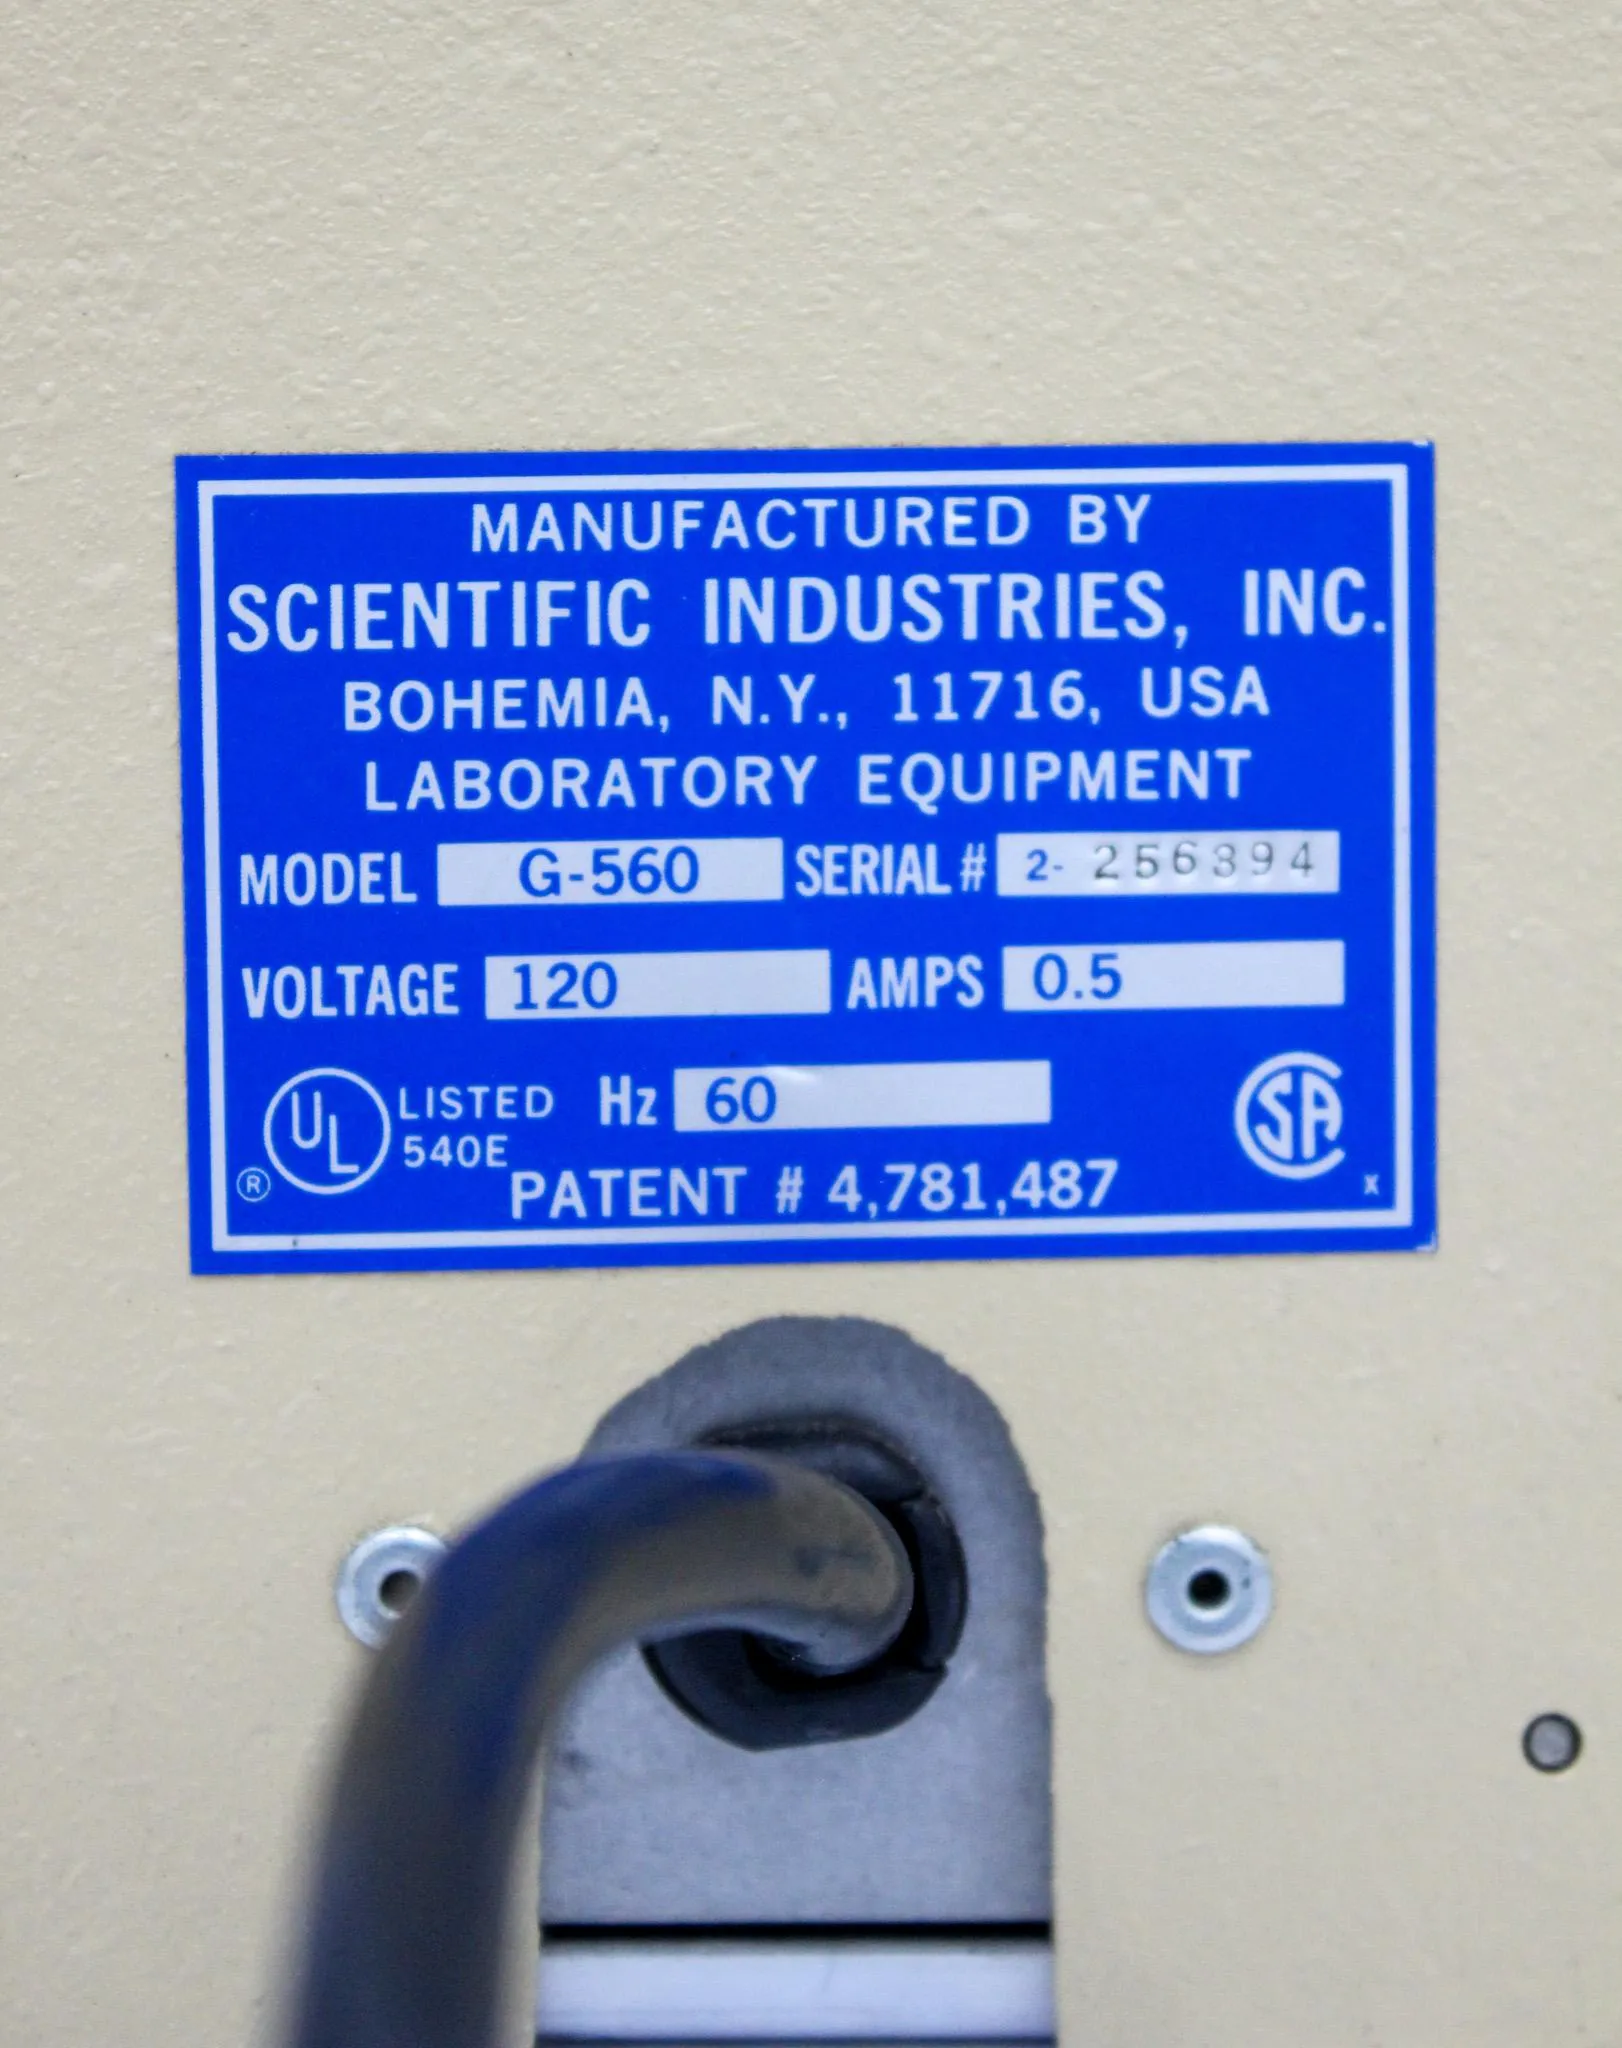 MANUFACTURED BY
SCIENTIFIC INDUSTRIES, INC.
BOHEMIA, N.Y., 11716, USA
LABORATORY EQUIPMENT
MODEL G-560 SERIAL # 2- 256394
VOLTAGE 120 AMPS 0.5
UL LISTED Hz 60 SA
540E
® PATENT # 4,781,487 X